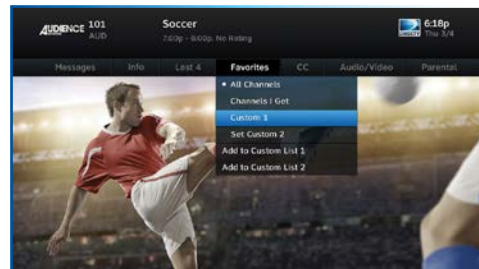 AUDIENCE 101
AUD
Soccer
7:00p - 8:00p, No Rating
DIRECTV
6:18p
Thu 3/4
Messages Info Last 4 Favorites CC Audio/Video Parental
• All Channels
Channels I Get
Custom 1
Set Custom 2
Add to Custom List 1
Add to Custom List 2